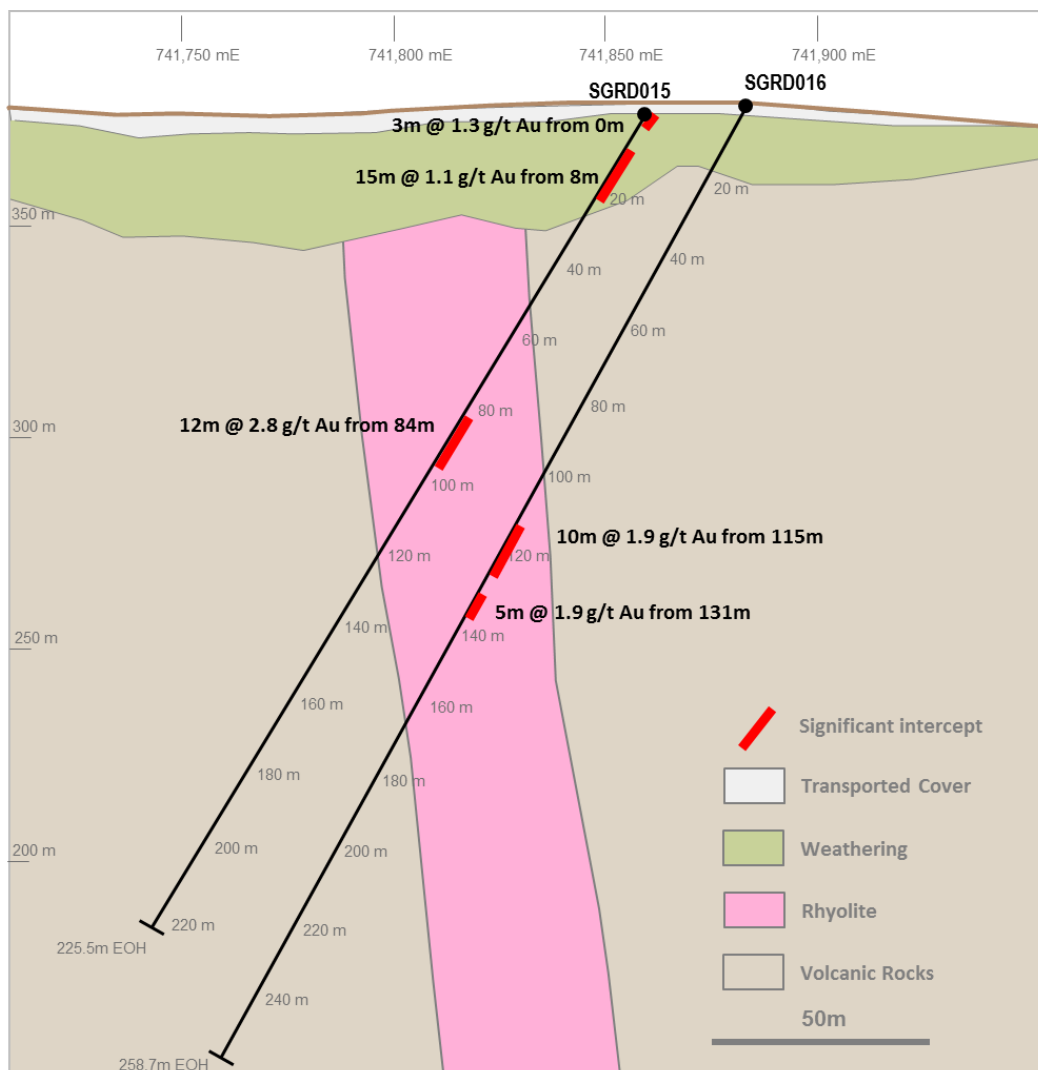 741,750 mE
741,800 mE
741,850 mE
741,900 mE
SGRD015
SGRD016
3m @ 1.3 g/t Au from 0m
15m @ 1.1 g/t Au from 8m
20 m
20 m
350 m
40 m
40 m
60 m
60 m
80 m
80 m
12m @ 2.8 g/t Au from 84m
300 m
100 m
100 m
10m @ 1.9 g/t Au from 115m
120 m
120 m
5m @ 1.9 g/t Au from 131m
140 m
140 m
250 m
160 m
160 m
Significant intercept
180 m
180 m
Transported Cover
200 m
200 m
200 m
Weathering
Rhyolite
220 m
220 m
225.5m EOH
Volcanic Rocks
240 m
50m
258.7m EOH